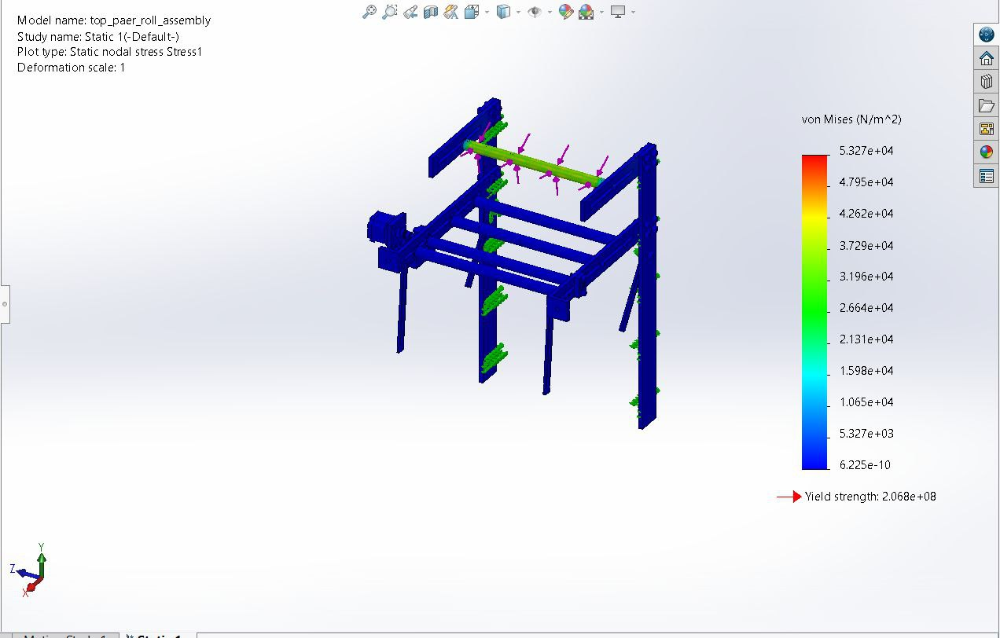 Model name: top_paer_roll_assembly
Study name: Static 1(-Default-)
Plot type: Static nodal stress Stress1
Deformation scale: 1
von Mises (N/m^2)
5.327e+04
4.795e+04
4.262e+04
3.729e+04
3.196e+04
2.664e+04
2.131e+04
1.598e+04
1.065e+04
5.327e+03
6.225e-10
Yield strength: 2.068e+08
Y
Z
X
Motion Study 1
Static 1